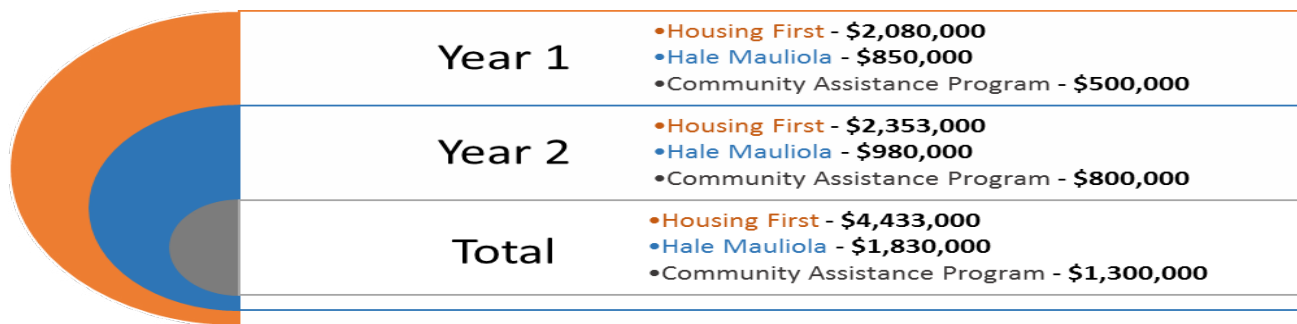 Year 1
•Housing First - $2,080,000
•Hale Mauliola - $850,000
•Community Assistance Program - $500,000
Year 2
•Housing First - $2,353,000
•Hale Mauliola - $980,000
•Community Assistance Program - $800,000
Total
•Housing First - $4,433,000
•Hale Mauliola - $1,830,000
•Community Assistance Program - $1,300,000